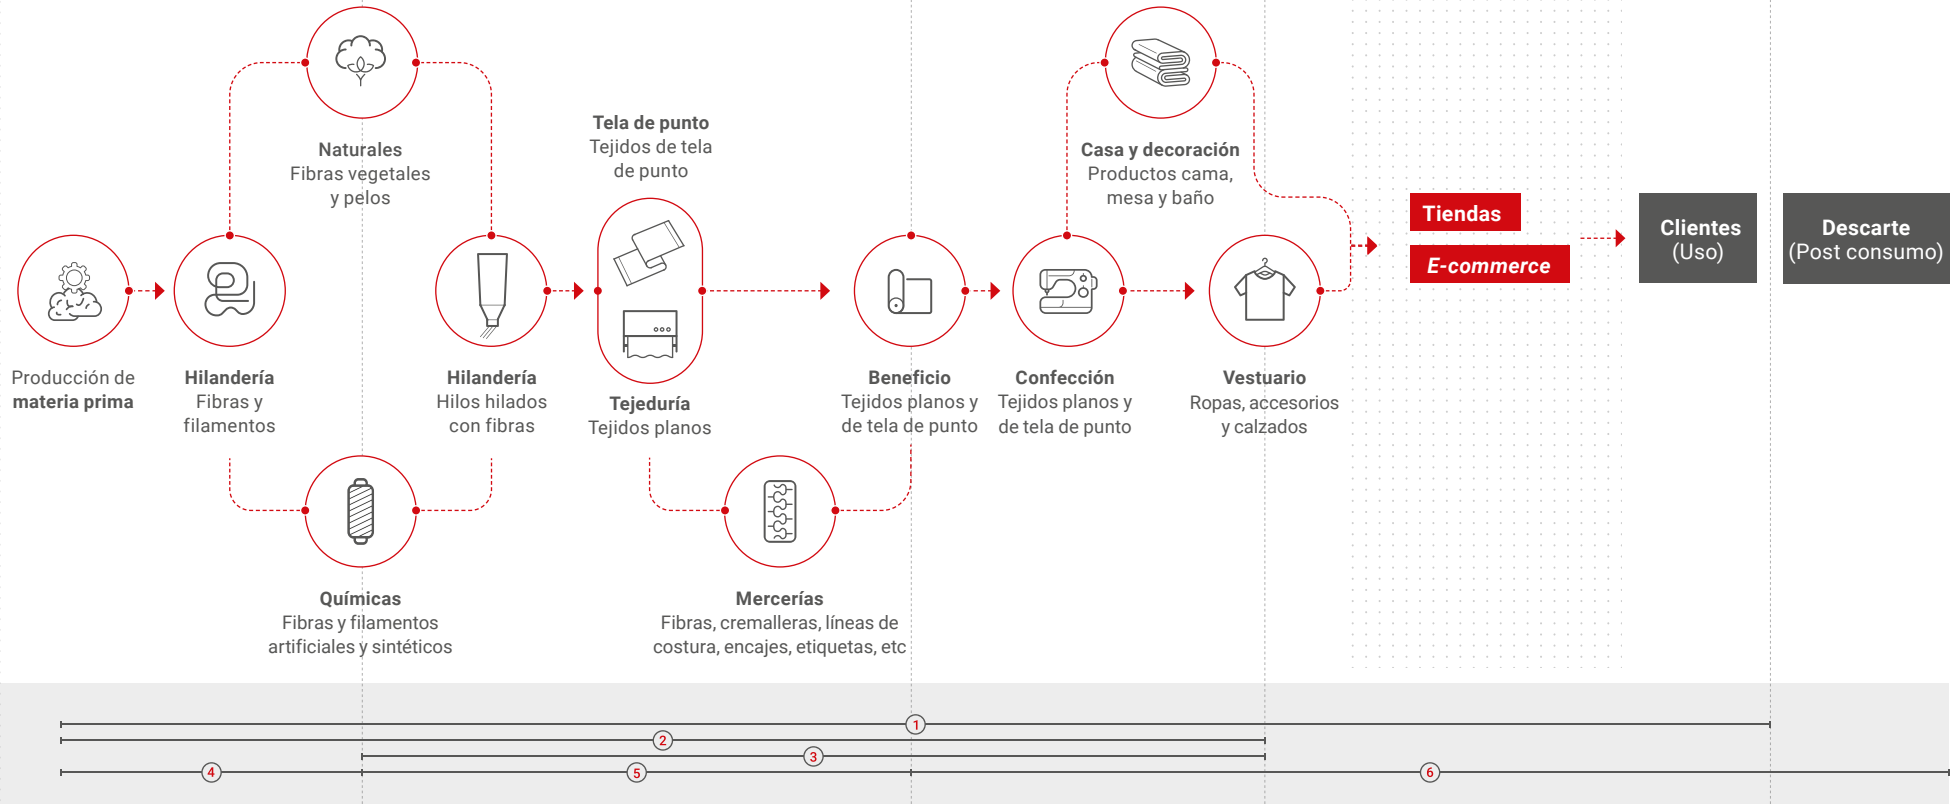 Naturales
Fibras vegetales
y pelos
Tela de punto
Tejidos de tela
de punto
Casa y decoración
Productos cama,
mesa y baño
Tiendas
E-commerce
Clientes
(Uso)
Descarte
(Post consumo)
Producción de
materia prima
Hilandería
Fibras y
filamentos
Hilandería
Hilos hilados
con fibras
Tejeduría
Tejidos planos
Beneficio
Tejidos planos y
de tela de punto
Confección
Tejidos planos y
de tela de punto
Vestuario
Ropas, accesorios
y calzados
Químicas
Fibras y filamentos
artificiales y sintéticos
Mercerías
Fibras, cremalleras, líneas de
costura, encajes, etiquetas, etc
1
2
3
4
5
6